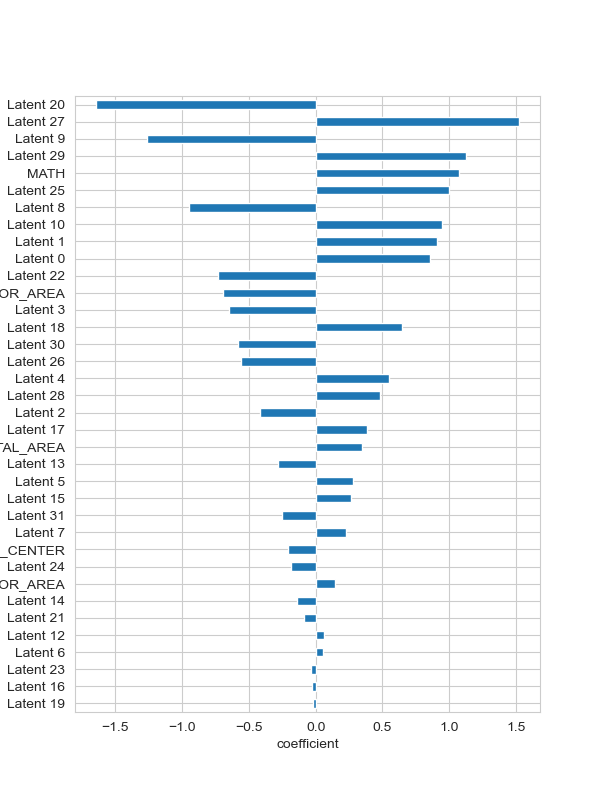 Latent 20
Latent 27
Latent 9
Latent 29
MATH
Latent 25
Latent 8
Latent 10
Latent 1
Latent 0
Latent 22
OR_AREA
Latent 3
Latent 18
Latent 30
Latent 26
Latent 4
Latent 28
Latent 2
Latent 17
TAL_AREA
Latent 13
Latent 5
Latent 15
Latent 31
Latent 7
_CENTER
Latent 24
OR_AREA
Latent 14
Latent 21
Latent 12
Latent 6
Latent 23
Latent 16
Latent 19
−1.5 −1.0 −0.5 0.0 0.5 1.0 1.5
coefficient